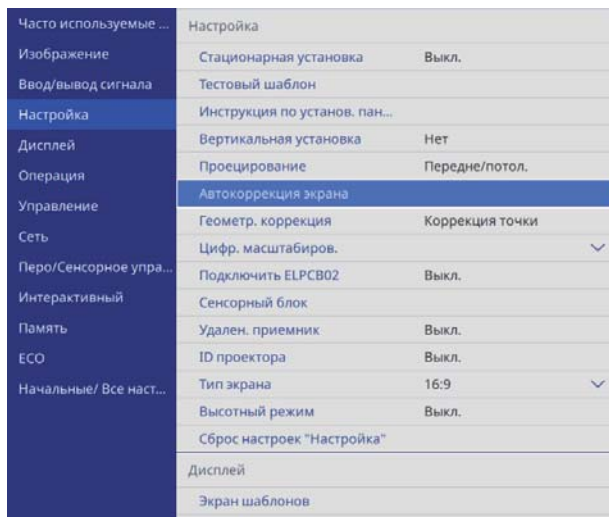 Часто используемые ...
Изображение
Ввод/вывод сигнала
Настройка
Дисплей
Операция
Управление
Сеть
Перо/Сенсорное упра...
Интерактивный
Память
ECO
Начальные/ Все наст...
Настройка
Стационарная установка Выкл.
Тестовый шаблон
Инструкция по установ. пан...
Вертикальная установка Нет
Проецирование Передне/потол.
Автокоррекция экрана
Геометр. коррекция Коррекция точки
Цифр. масштабиров.
Подключить ELPCB02 Выкл.
Сенсорный блок
Удален. приемник Выкл.
ID проектора Выкл.
Тип экрана 16:9
Высотный режим Выкл.
Сброс настроек "Настройка"
Дисплей
Экран шаблонов